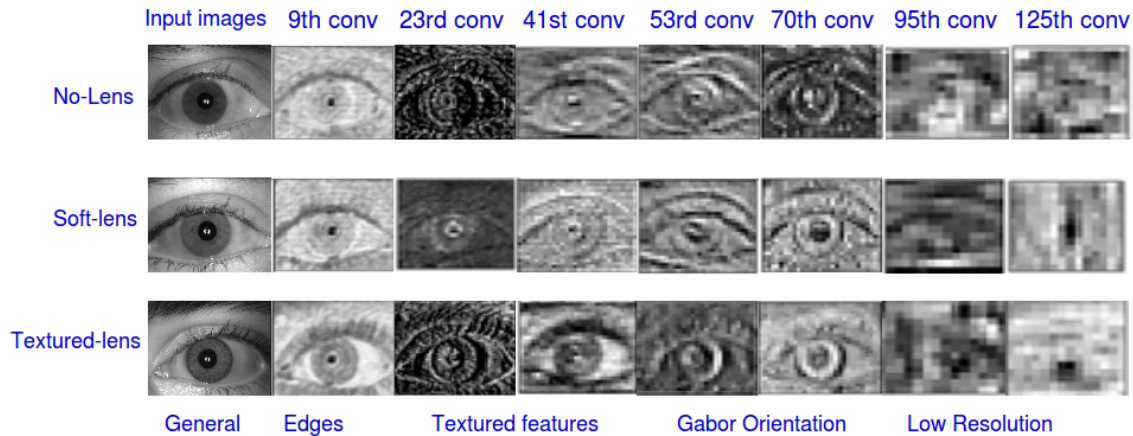 Input images 9th conv 23rd conv 41st conv 53rd conv 70th conv 95th conv 125th conv
No-Lens
Soft-lens
Textured-lens
General Edges Textured features Gabor Orientation Low Resolution